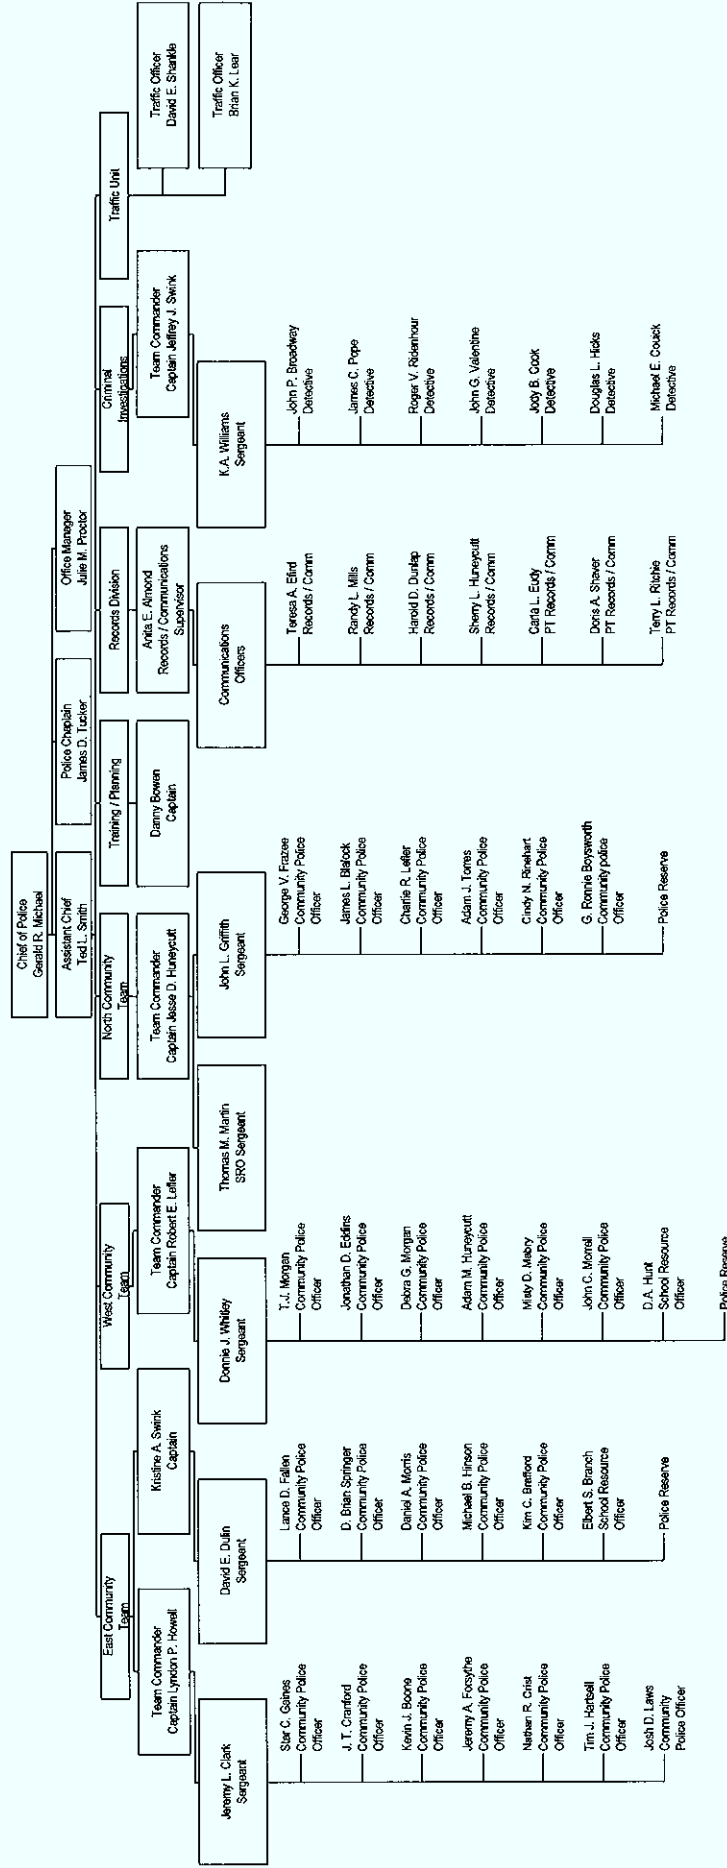 Chief of Police
Gerald R. Michael
Assistant Chief
Ted L. Smith
Police Chaplain
James D. Tucker
Office Manager
Julie M. Proctor
East Community
Team
West Community
Team
North Community
Team
Training / Planning
Records Division
Criminal
Investigations
Traffic Unit
Team Commander
Captain Lyndon P. Howell
Kristine A. Swink
Captain
Team Commander
Captain Robert E. Lefler
Team Commander
Captain Jesse D. Huneycutt
Danny Bowen
Captain
Anita E. Almond
Records / Communications
Supervisor
Team Commander
Captain Jeffrey J. Swink
Traffic Officer
David E. Shankle
Traffic Officer
Brian K. Lear
Jeremy L. Clark
Sergeant
David E. Dulin
Sergeant
Donnie J. Whitley
Sergeant
Thomas M. Martin
SRO Sergeant
John L. Griffith
Sergeant
Communications
Officers
K.A. Williams
Sergeant
Star C. Gaines
Community Police
Officer
J. T. Cranford
Community Police
Officer
Kevin J. Boone
Community Police
Officer
Jeremy A. Forsythe
Community Police
Officer
Nathan R. Crist
Community Police
Officer
Tim J. Hartsell
Community Police
Officer
Josh D. Laws
Community
Police Officer
Lance D. Fallen
Community Police
Officer
D. Brian Springer
Community Police
Officer
Daniel A. Morris
Community Police
Officer
Michael B. Hinson
Community Police
Officer
Kim C. Brafford
Community Police
Officer
Elbert S. Branch
School Resource
Officer
Police Reserve
T.J. Morgan
Community Police
Officer
Jonathan D. Eddins
Community Police
Officer
Debra G. Morgan
Community Police
Officer
Adam M. Huneycutt
Community Police
Officer
Misty D. Mabry
Community Police
Officer
John C. Morrell
Community Police
Officer
D.A. Hunt
School Resource
Officer
Police Reserve
George V. Frazee
Community Police
Officer
James L. Blalock
Community Police
Officer
Charlie R. Lefler
Community Police
Officer
Adam J. Torres
Community Police
Officer
Cindy N. Rinehart
Community Police
Officer
G. Ronnie Boysworth
Community police
Officer
Police Reserve
Teresa A. Efird
Records / Comm
Randy L. Mills
Records / Comm
Harold D. Dunlap
Records / Comm
Sherry L. Huneycutt
Records / Comm
Carla L. Eudy
PT Records / Comm
Doris A. Shaver
PT Records / Comm
Terry L. Ritchie
PT Records / Comm
John P. Broadway
Detective
James C. Pope
Detective
Roger V. Ridenhour
Detective
John G. Valentine
Detective
Jody B. Cook
Detective
Douglas L. Hicks
Detective
Michael E. Couick
Detective